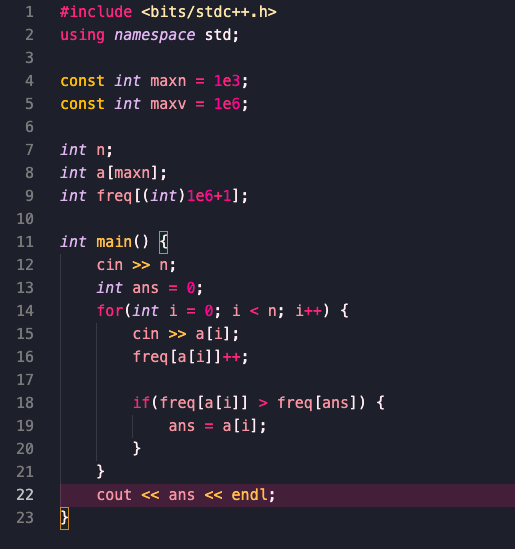 1 #include <bits/stdc++.h>
2 using namespace std;
3
4 const int maxn = 1e3;
5 const int maxv = 1e6;
6
7 int n;
8 int a[maxn];
9 int freq[(int)1e6+1];
10
11 int main() {
12     cin >> n;
13     int ans = 0;
14     for(int i = 0; i < n; i++) {
15         cin >> a[i];
16         freq[a[i]]++;
17
18         if(freq[a[i]] > freq[ans]) {
19             ans = a[i];
20         }
21     }
22     cout << ans << endl;
23 }